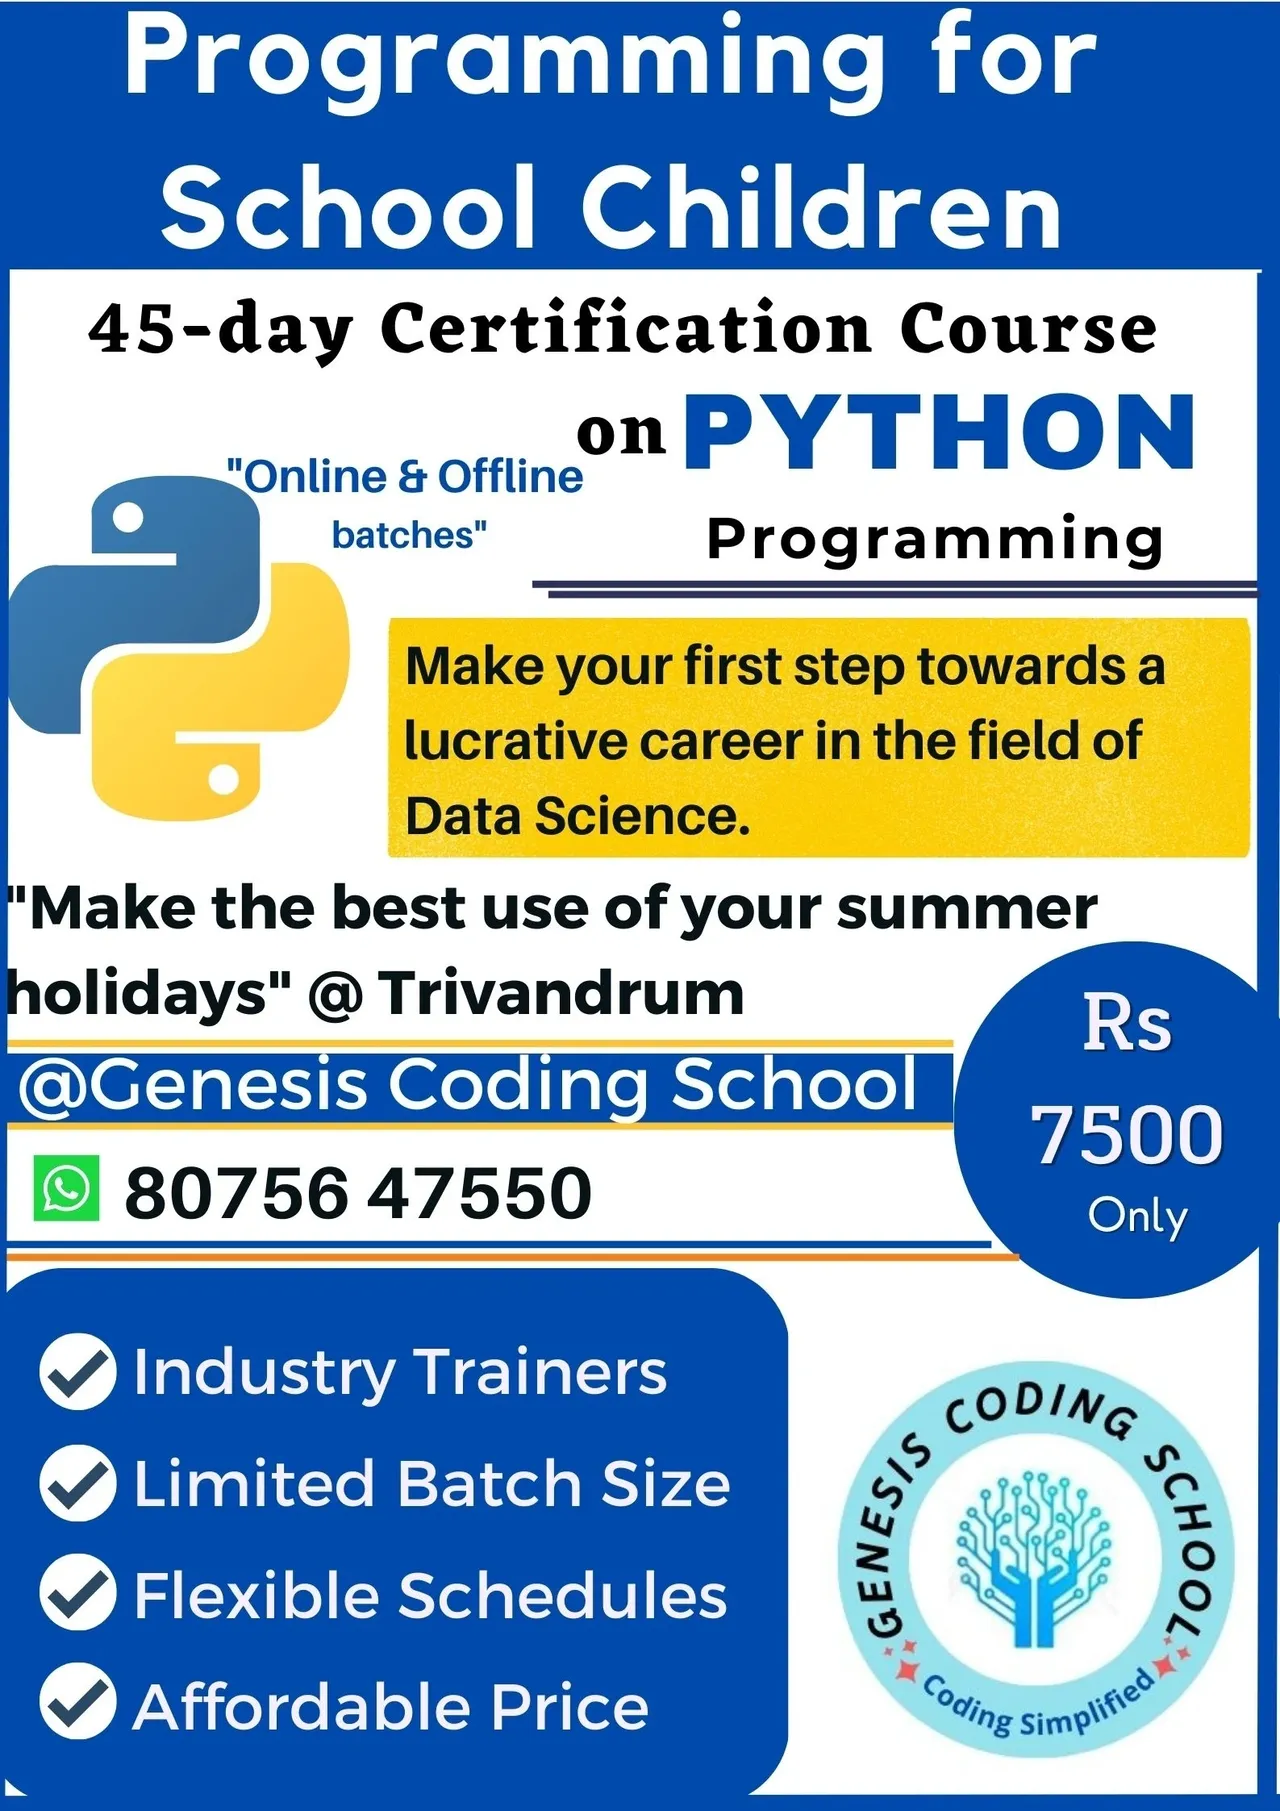 Programming for
School Children
45-day Certification Course
on PYTHON
"Online & Offline
batches"
Programming
Make your first step towards a
lucrative career in the field of
Data Science.
"Make the best use of your summer
holidays" @ Trivandrum
@Genesis Coding School
80756 47550
Rs
7500
Only
Industry Trainers
Limited Batch Size
Flexible Schedules
Affordable Price
GENESIS CODING SCHOOL
Coding Simplified